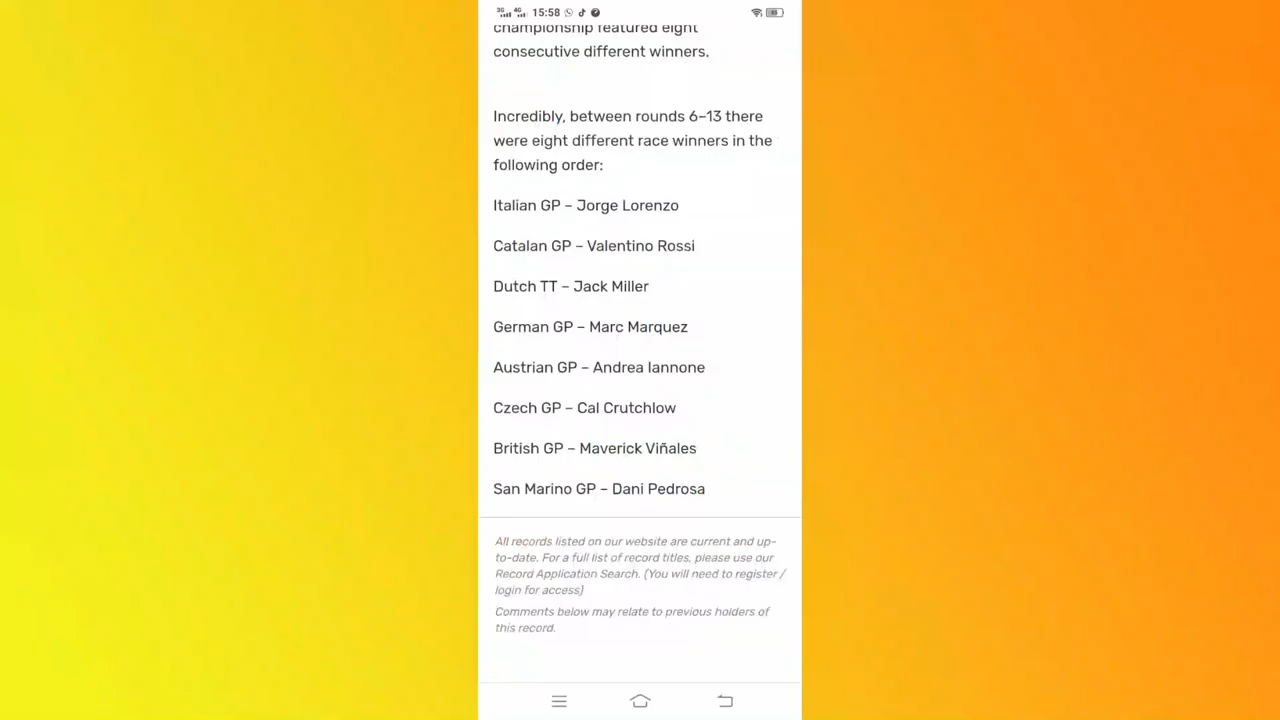 3G 4G 15:58
championship featured eight
consecutive different winners.
Incredibly, between rounds 6–13 there
were eight different race winners in the
following order:
Italian GP – Jorge Lorenzo
Catalan GP – Valentino Rossi
Dutch TT – Jack Miller
German GP – Marc Marquez
Austrian GP – Andrea Iannone
Czech GP – Cal Crutchlow
British GP – Maverick Viñales
San Marino GP – Dani Pedrosa
All records listed on our website are current and up-
to-date. For a full list of record titles, please use our
Record Application Search. (You will need to register /
login for access)
Comments below may relate to previous holders of
this record.